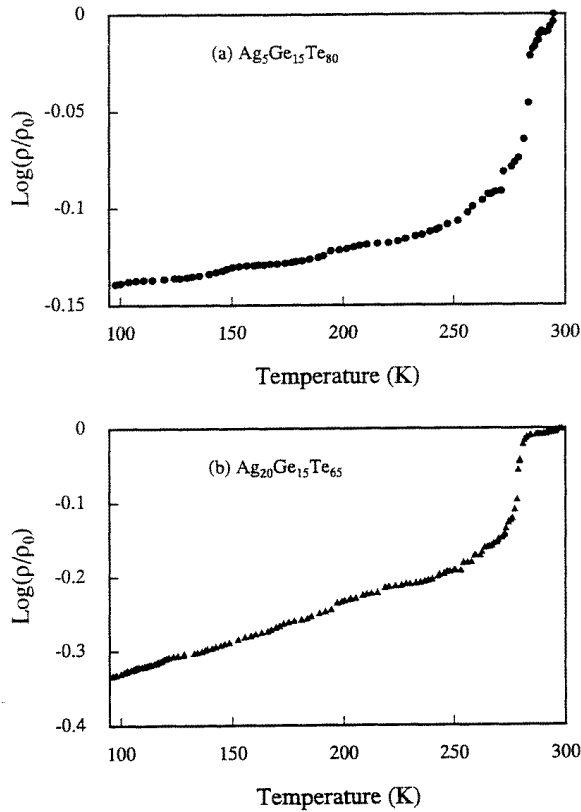 0
(a) Ag5Ge15Te80
-0.05
Log(ρ/ρ0)
-0.1
-0.15
100 150 200 250 300
Temperature (K)
0
(b) Ag20Ge15Te65
-0.1
Log(ρ/ρ0)
-0.2
-0.3
-0.4
100 150 200 250 300
Temperature (K)